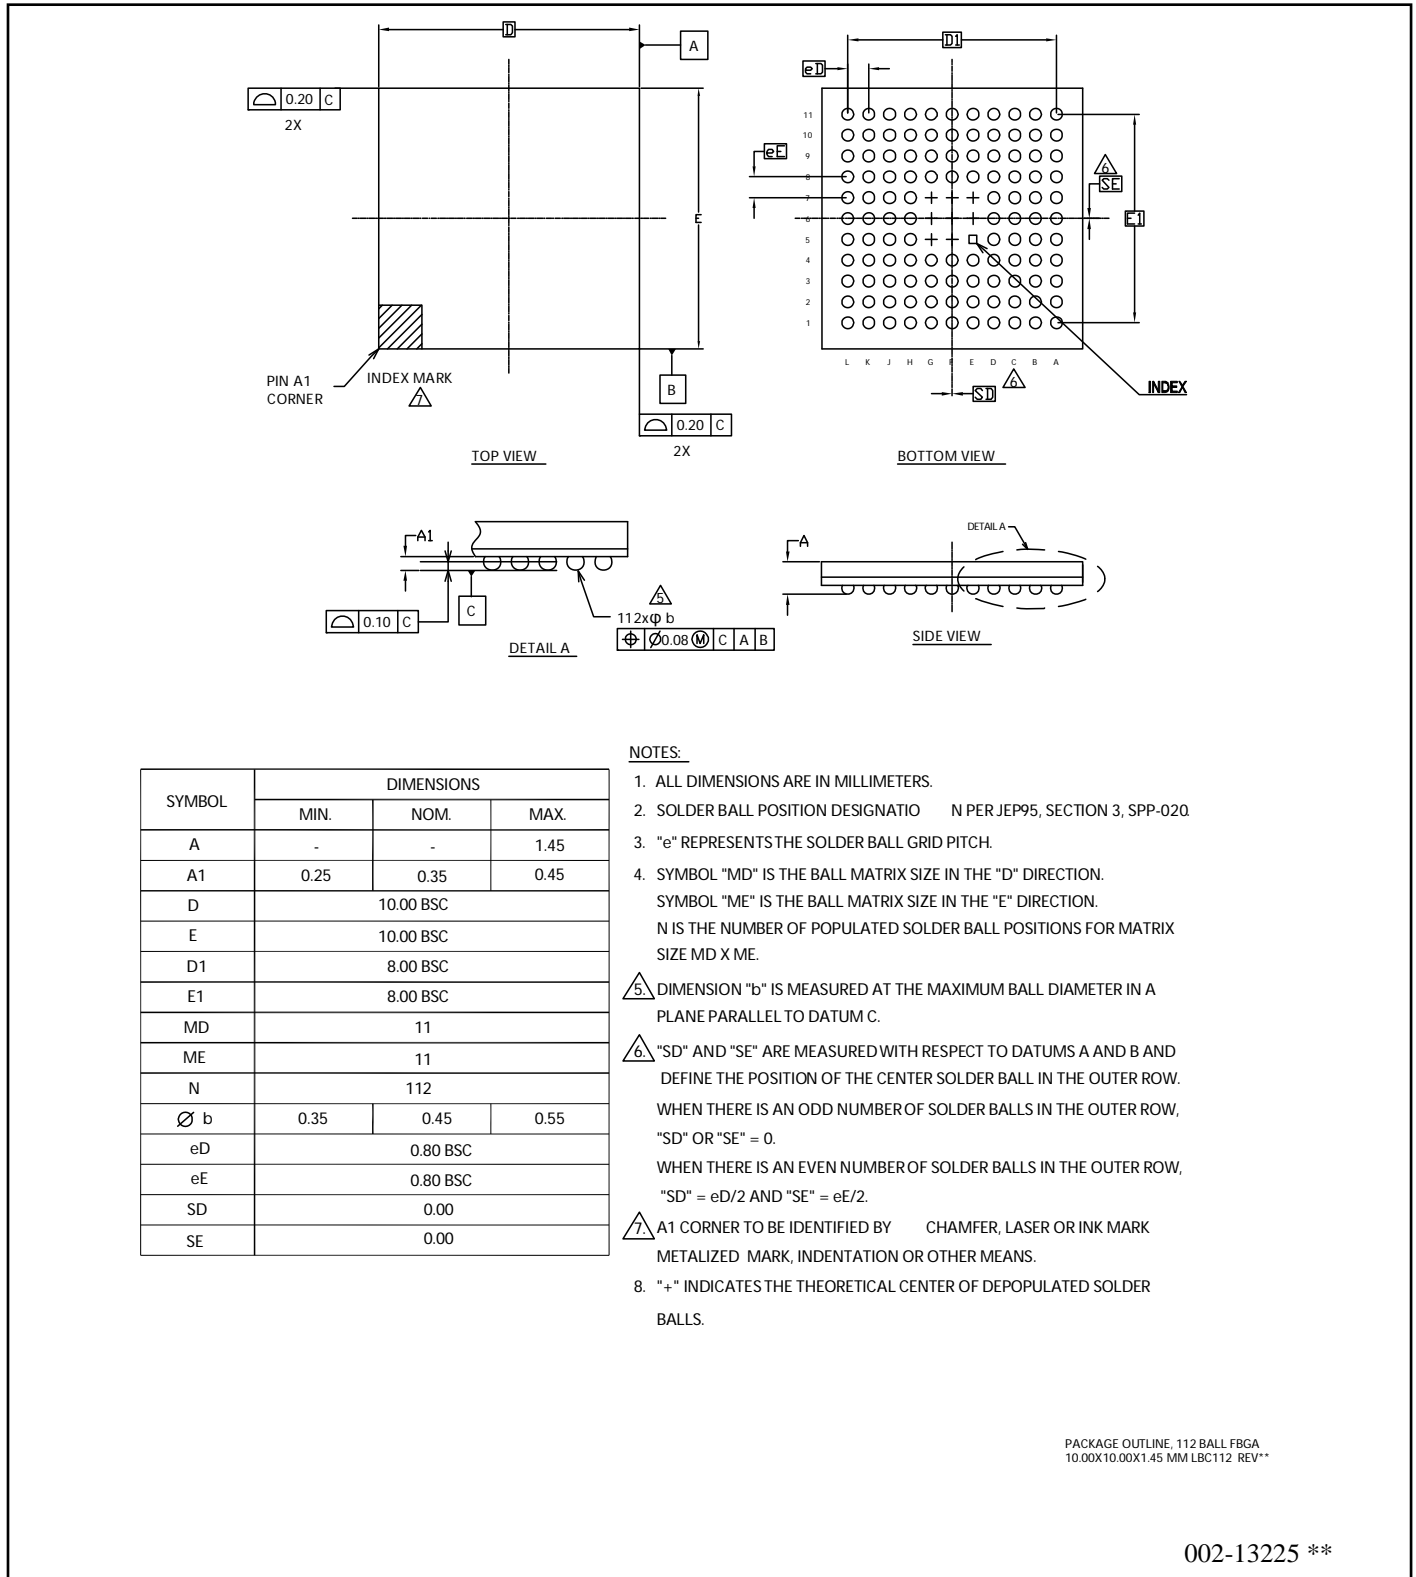 D
A
0.20 C
2X
E
PIN A1
CORNER
INDEX MARK
7
B
0.20 C
2X
TOP VIEW
D1
eD
eE
11
10
9
8
7
6
5
4
3
2
1
6
SE
E1
L K J H G F E D C B A
6
SD
INDEX
BOTTOM VIEW
A1
0.10 C
C
5
112xφ b
⌖ Ø0.08 Ⓜ C A B
DETAIL A
A
DETAIL A
SIDE VIEW
SYMBOL DIMENSIONS
MIN. NOM. MAX.
A - - 1.45
A1 0.25 0.35 0.45
D 10.00 BSC
E 10.00 BSC
D1 8.00 BSC
E1 8.00 BSC
MD 11
ME 11
N 112
Ø b 0.35 0.45 0.55
eD 0.80 BSC
eE 0.80 BSC
SD 0.00
SE 0.00
NOTES:
1. ALL DIMENSIONS ARE IN MILLIMETERS.
2. SOLDER BALL POSITION DESIGNATIO N PER JEP95, SECTION 3, SPP-020.
3. "e" REPRESENTS THE SOLDER BALL GRID PITCH.
4. SYMBOL "MD" IS THE BALL MATRIX SIZE IN THE "D" DIRECTION.
SYMBOL "ME" IS THE BALL MATRIX SIZE IN THE "E" DIRECTION.
N IS THE NUMBER OF POPULATED SOLDER BALL POSITIONS FOR MATRIX
SIZE MD X ME.
5. DIMENSION "b" IS MEASURED AT THE MAXIMUM BALL DIAMETER IN A
PLANE PARALLEL TO DATUM C.
6. "SD" AND "SE" ARE MEASURED WITH RESPECT TO DATUMS A AND B AND
DEFINE THE POSITION OF THE CENTER SOLDER BALL IN THE OUTER ROW.
WHEN THERE IS AN ODD NUMBER OF SOLDER BALLS IN THE OUTER ROW,
"SD" OR "SE" = 0.
WHEN THERE IS AN EVEN NUMBER OF SOLDER BALLS IN THE OUTER ROW,
"SD" = eD/2 AND "SE" = eE/2.
7. A1 CORNER TO BE IDENTIFIED BY CHAMFER, LASER OR INK MARK
METALIZED MARK, INDENTATION OR OTHER MEANS.
8. "+" INDICATES THE THEORETICAL CENTER OF DEPOPULATED SOLDER
BALLS.
PACKAGE OUTLINE, 112 BALL FBGA
10.00X10.00X1.45 MM LBC112 REV**
002-13225 **